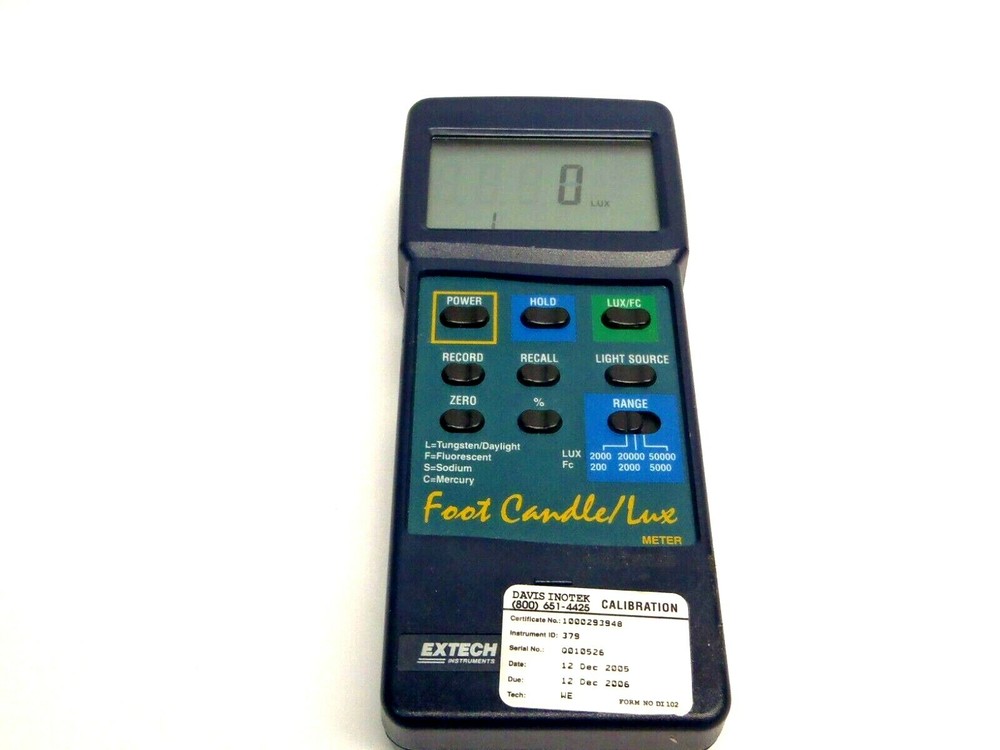 0 LUX
POWER HOLD LUX/FC
RECORD RECALL LIGHT SOURCE
ZERO % RANGE
L=Tungsten/Daylight
F=Fluorescent
S=Sodium
C=Mercury
LUX 2000 20000 50000
Fc 200 2000 5000
Foot Candle/Lux
METER
DAVIS INOTEK
(800) 651-4425 CALIBRATION
Certificate No.: 1000293948
Instrument ID: 379
Serial No.: Q010526
Date: 12 Dec 2005
Due: 12 Dec 2006
Tech: WE FORM NO DI 102
EXTECH
INSTRUMENTS